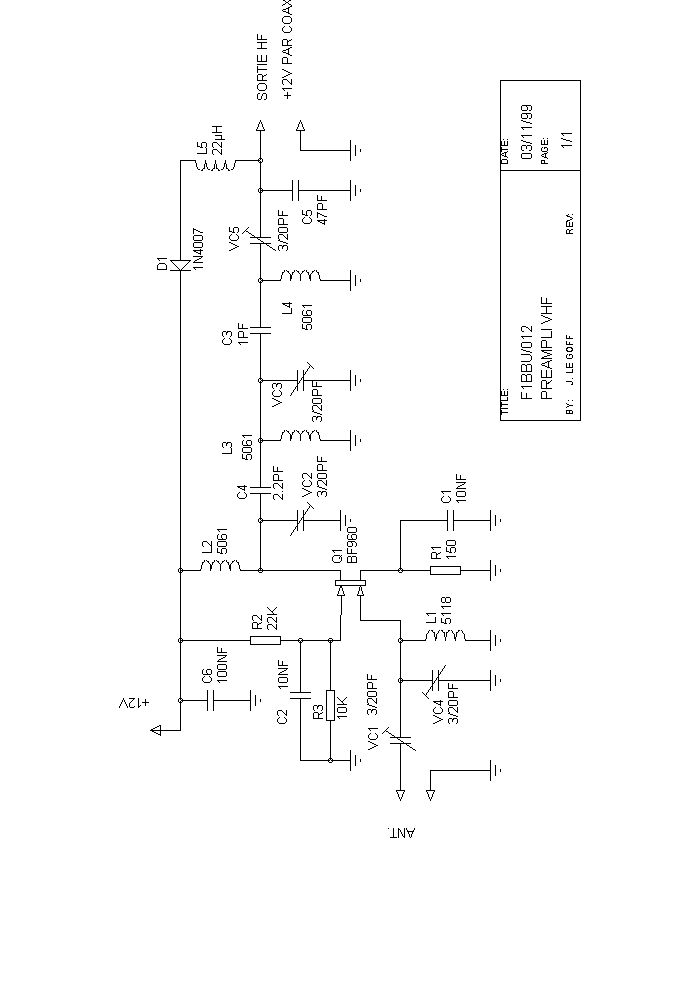 SORTIE HF
+12V PAR COAX
L5
22µH
D1
1N4007
VC5
3/20PF
C5
47PF
C3
1PF
L4
5061
VC3
3/20PF
L3
5061
C4
2.2PF
VC2
3/20PF
L2
5061
Q1
BF960
C1
10NF
R1
150
R2
22K
L1
5118
C6
100NF
+12V
C2
10NF
R3
10K
VC1
3/20PF
VC4
3/20PF
ANT.
TITLE:
F1BBU/012
PREAMPLI VHF
BY: J. LE GOFF
REV:
DATE:
03/11/99
PAGE:
1/1